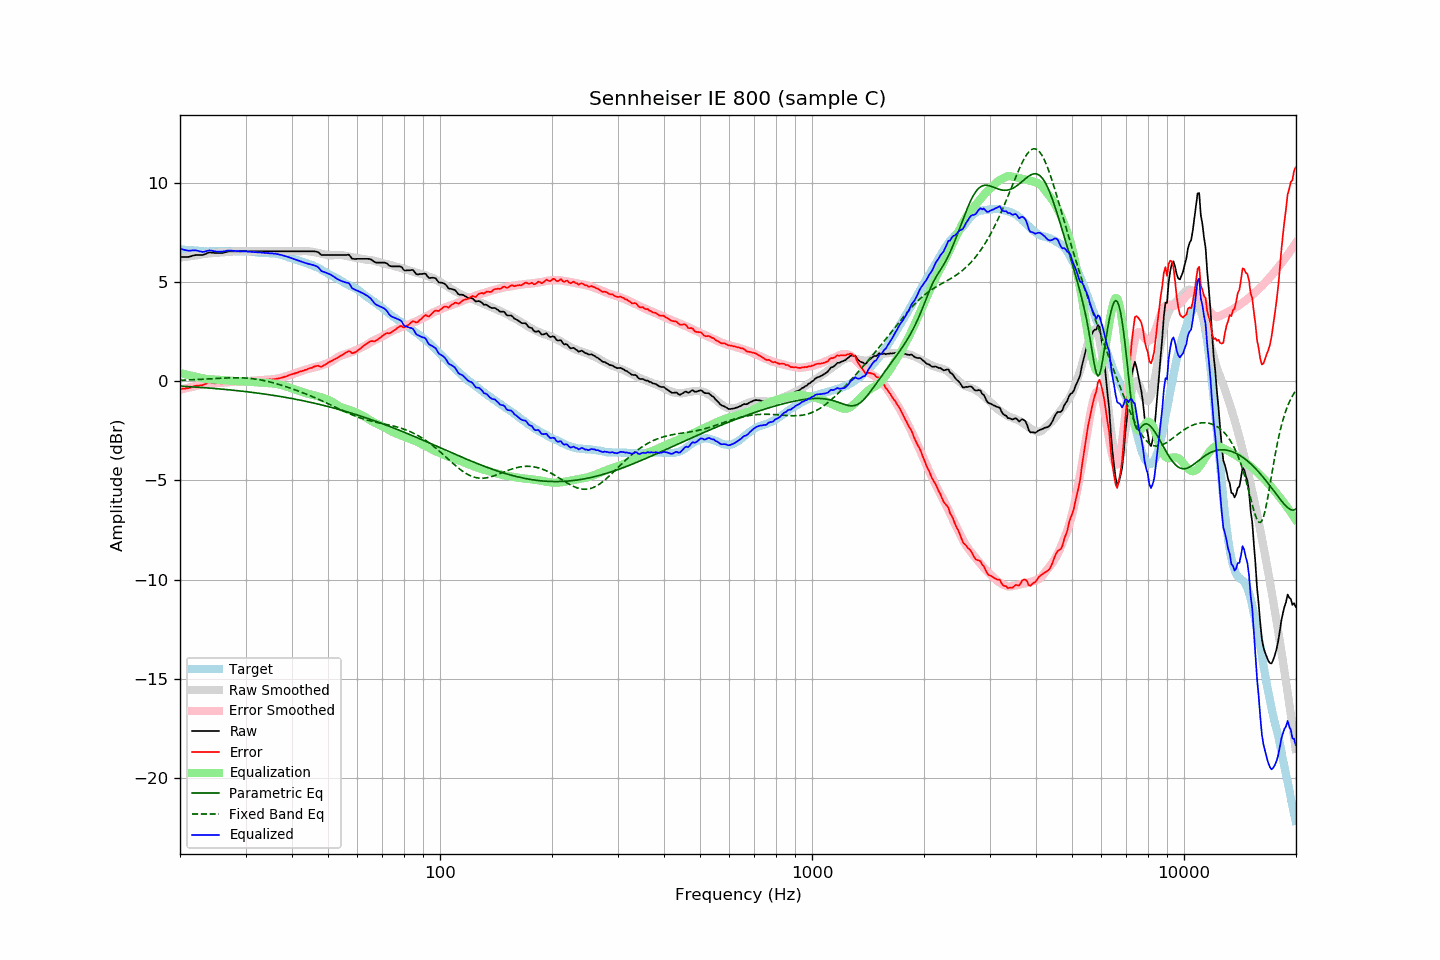 Sennheiser IE 800 (sample C)
10
5
0
−5
−10
−15
−20
Amplitude (dBr)
Target
Raw Smoothed
Error Smoothed
Raw
Error
Equalization
Parametric Eq
Fixed Band Eq
Equalized
100
1000
10000
Frequency (Hz)